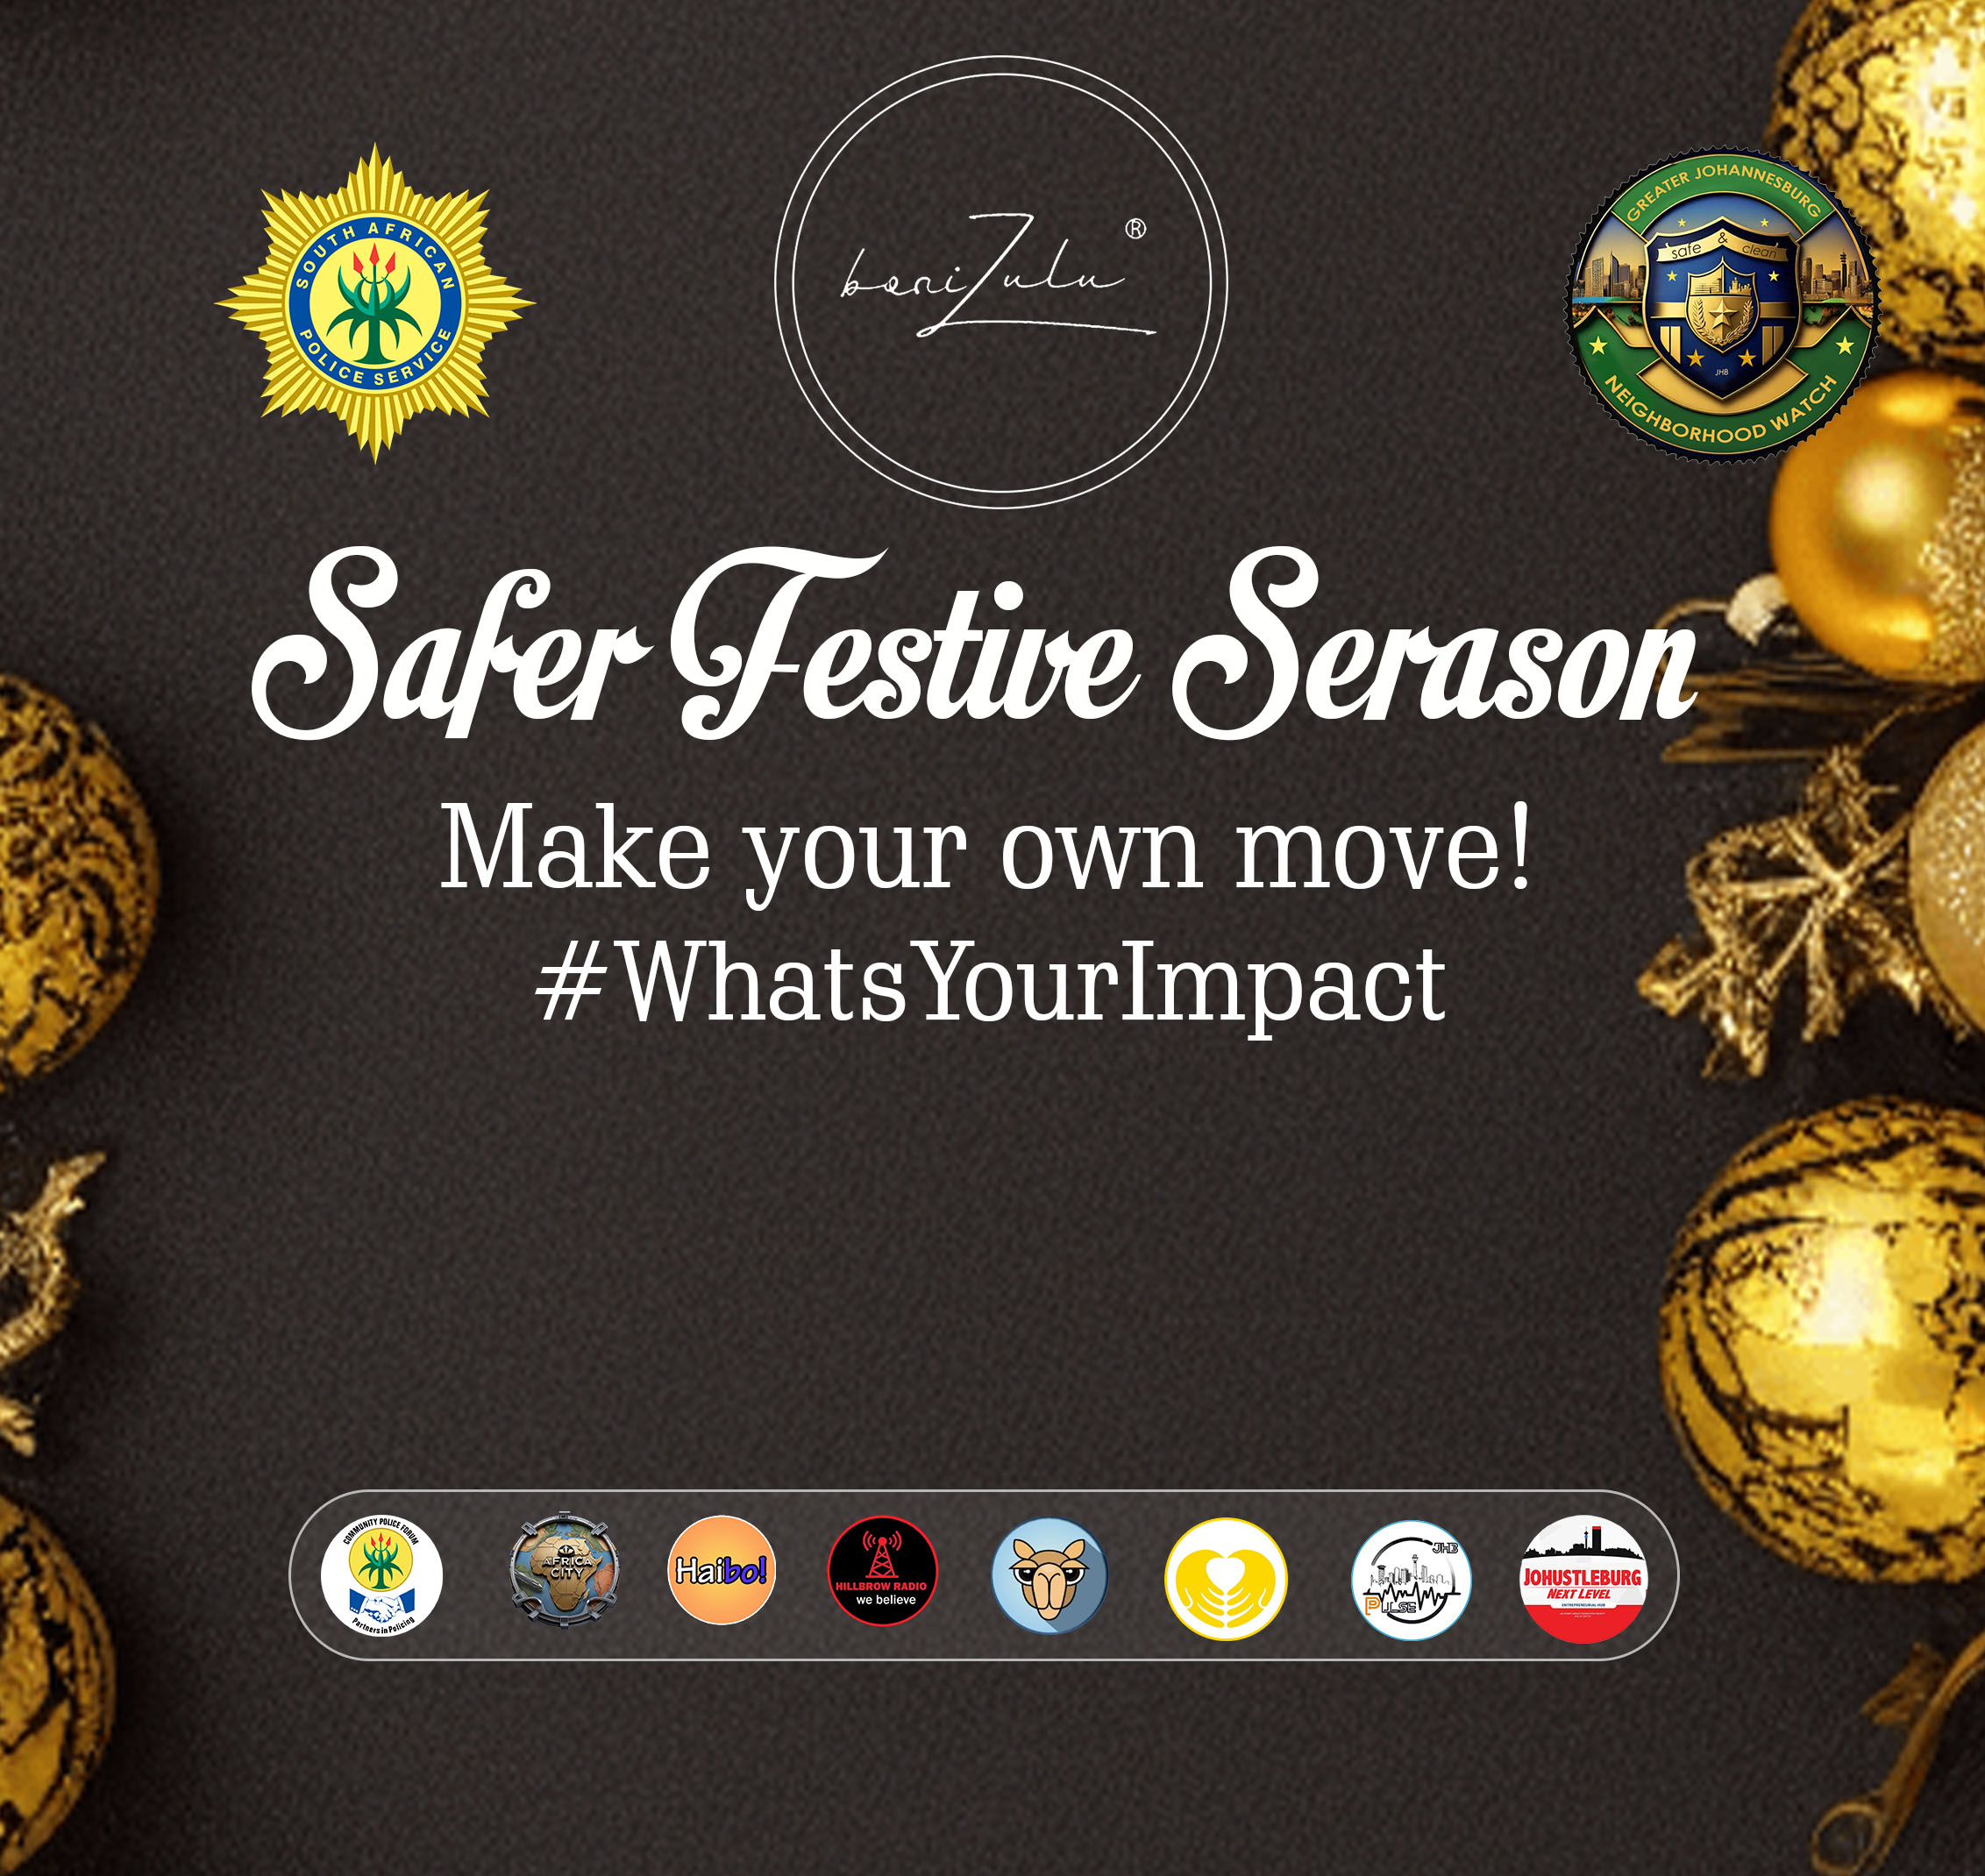 SOUTH AFRICAN
POLICE SERVICE
boniZulu ®
GREATER JOHANNESBURG
safe & clean
JHB
NEIGHBORHOOD WATCH
Safer Festive Serason
Make your own move!
#WhatsYourImpact
COMMUNITY POLICE FORUM
Partners in Policing
AFRICA
CITY
Haibo!
HILLBROW RADIO
we believe
JHB
PULSE
JOHUSTLEBURG
NEXT LEVEL
ENTREPRENEURIAL HUB